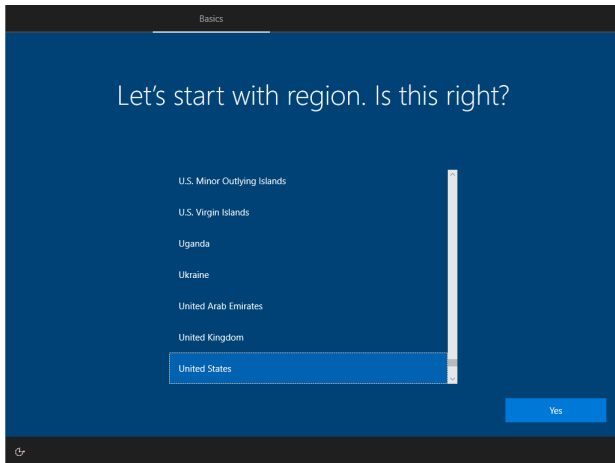 Basics
Let's start with region. Is this right?
U.S. Minor Outlying Islands
U.S. Virgin Islands
Uganda
Ukraine
United Arab Emirates
United Kingdom
United States
Yes